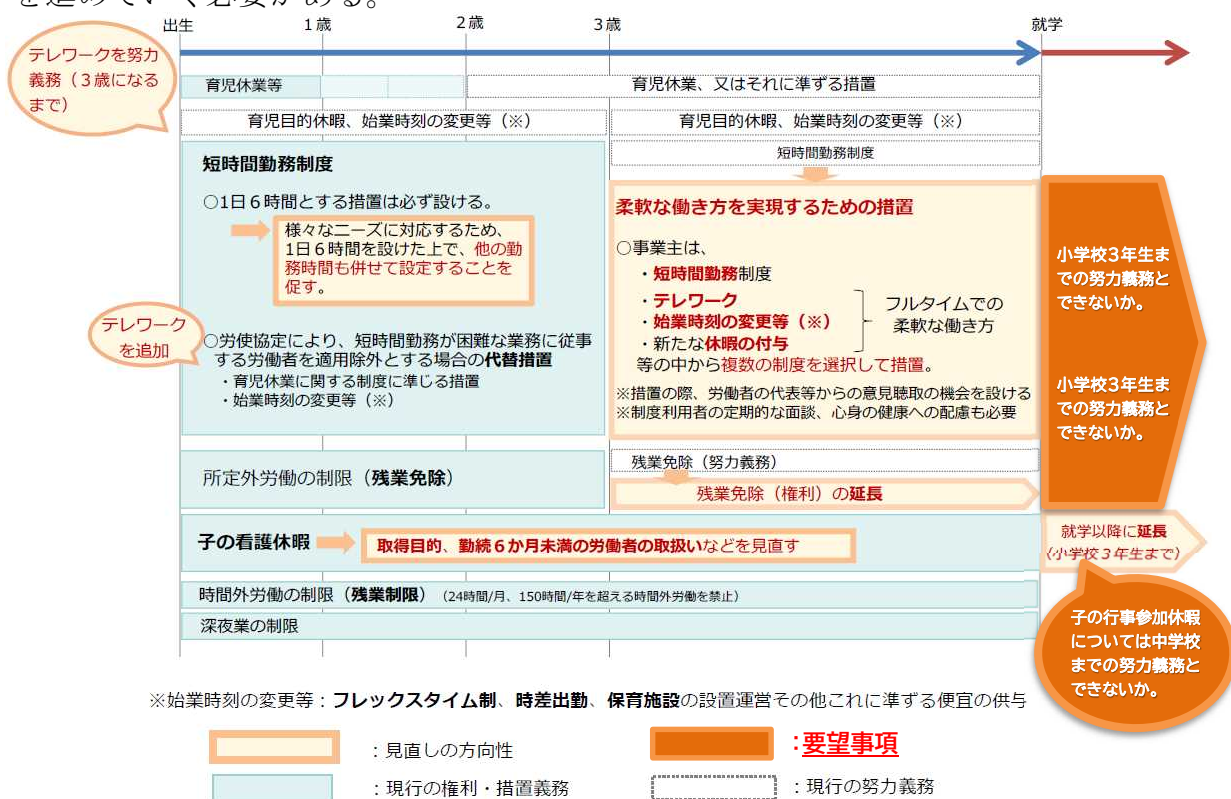 を進めていく必要がある。
出生
1歳
2歳
3歳
就学
テレワークを努力
義務（3歳になる
まで）
育児休業等
育児休業、又はそれに準ずる措置
育児目的休暇、始業時刻の変更等（※）
育児目的休暇、始業時刻の変更等（※）
短時間勤務制度
○1日6時間とする措置は必ず設ける。
様々なニーズに対応するため、
1日6時間を設けた上で、他の勤
務時間も併せて設定することを
促す。
テレワーク
を追加
○労使協定により、短時間勤務が困難な業務に従事
する労働者を適用除外とする場合の代替措置
・育児休業に関する制度に準じる措置
・始業時刻の変更等（※）
短時間勤務制度
柔軟な働き方を実現するための措置
○事業主は、
・短時間勤務制度
・テレワーク
・始業時刻の変更等（※）
・新たな休暇の付与
フルタイムでの
柔軟な働き方
等の中から複数の制度を選択して措置。
※措置の際、労働者の代表等からの意見聴取の機会を設ける
※制度利用者の定期的な面談、心身の健康への配慮も必要
小学校3年生ま
での努力義務と
できないか。
小学校3年生ま
での努力義務と
できないか。
所定外労働の制限（残業免除）
残業免除（努力義務）
残業免除（権利）の延長
子の看護休暇
取得目的、勤続6か月未満の労働者の取扱いなどを見直す
就学以降に延長
（小学校3年生まで）
時間外労働の制限（残業制限）（24時間/月、150時間/年を超える時間外労働を禁止）
深夜業の制限
子の行事参加休暇
については中学校
までの努力義務と
できないか。
※始業時刻の変更等：フレックスタイム制、時差出勤、保育施設の設置運営その他これに準ずる便宜の供与
：見直しの方向性
：要望事項
：現行の権利・措置義務
：現行の努力義務